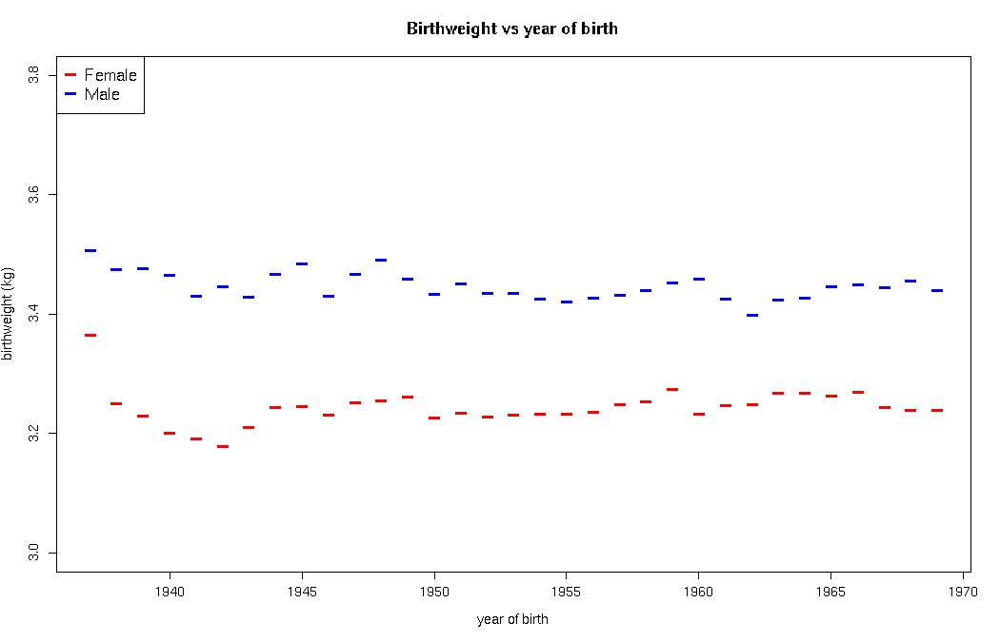 Birthweight vs year of birth
Female
Male
birthweight (kg)
3.8
3.6
3.4
3.2
3.0
1940 1945 1950 1955 1960 1965 1970
year of birth